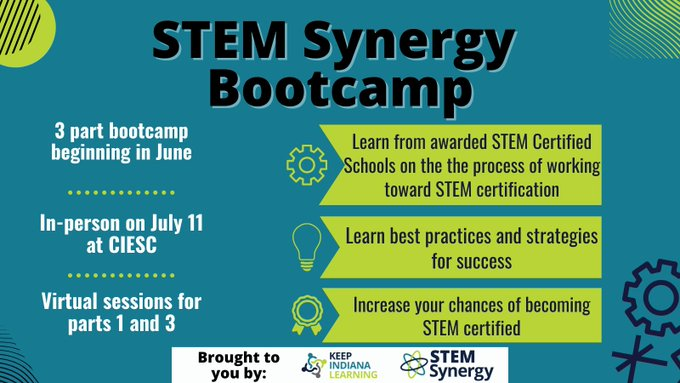 STEM Synergy
Bootcamp
3 part bootcamp
beginning in June
In-person on July 11
at CIESC
Virtual sessions for
parts 1 and 3
Learn from awarded STEM Certified
Schools on the the process of working
toward STEM certification
Learn best practices and strategies
for success
Increase your chances of becoming
STEM certified
Brought to
you by:
KEEP
INDIANA
LEARNING
STEM
Synergy